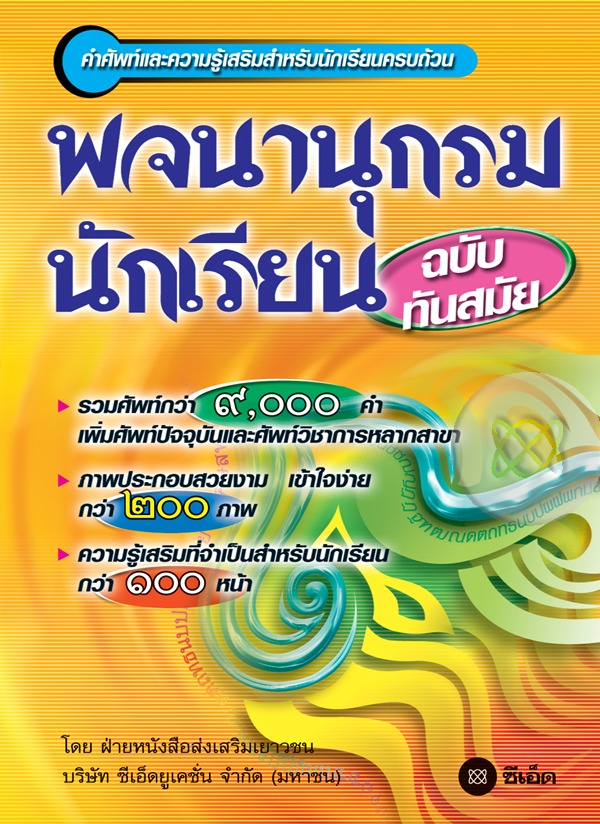 คำศัพท์และความรู้เสริมสำหรับนักเรียนครบถ้วน
พจนานุกรม
นักเรียน
ฉบับ
ทันสมัย
รวมศัพท์กว่า ๙,๐๐๐ คำ
เพิ่มศัพท์ปัจจุบันและศัพท์วิชาการหลากสาขา
ภาพประกอบสวยงาม เข้าใจง่าย
กว่า ๒๐๐ ภาพ
ความรู้เสริมที่จำเป็นสำหรับนักเรียน
กว่า ๑๐๐ หน้า
โดย ฝ่ายหนังสือส่งเสริมเยาวชน
บริษัท ซีเอ็ดยูเคชั่น จำกัด (มหาชน)
ซีเอ็ด